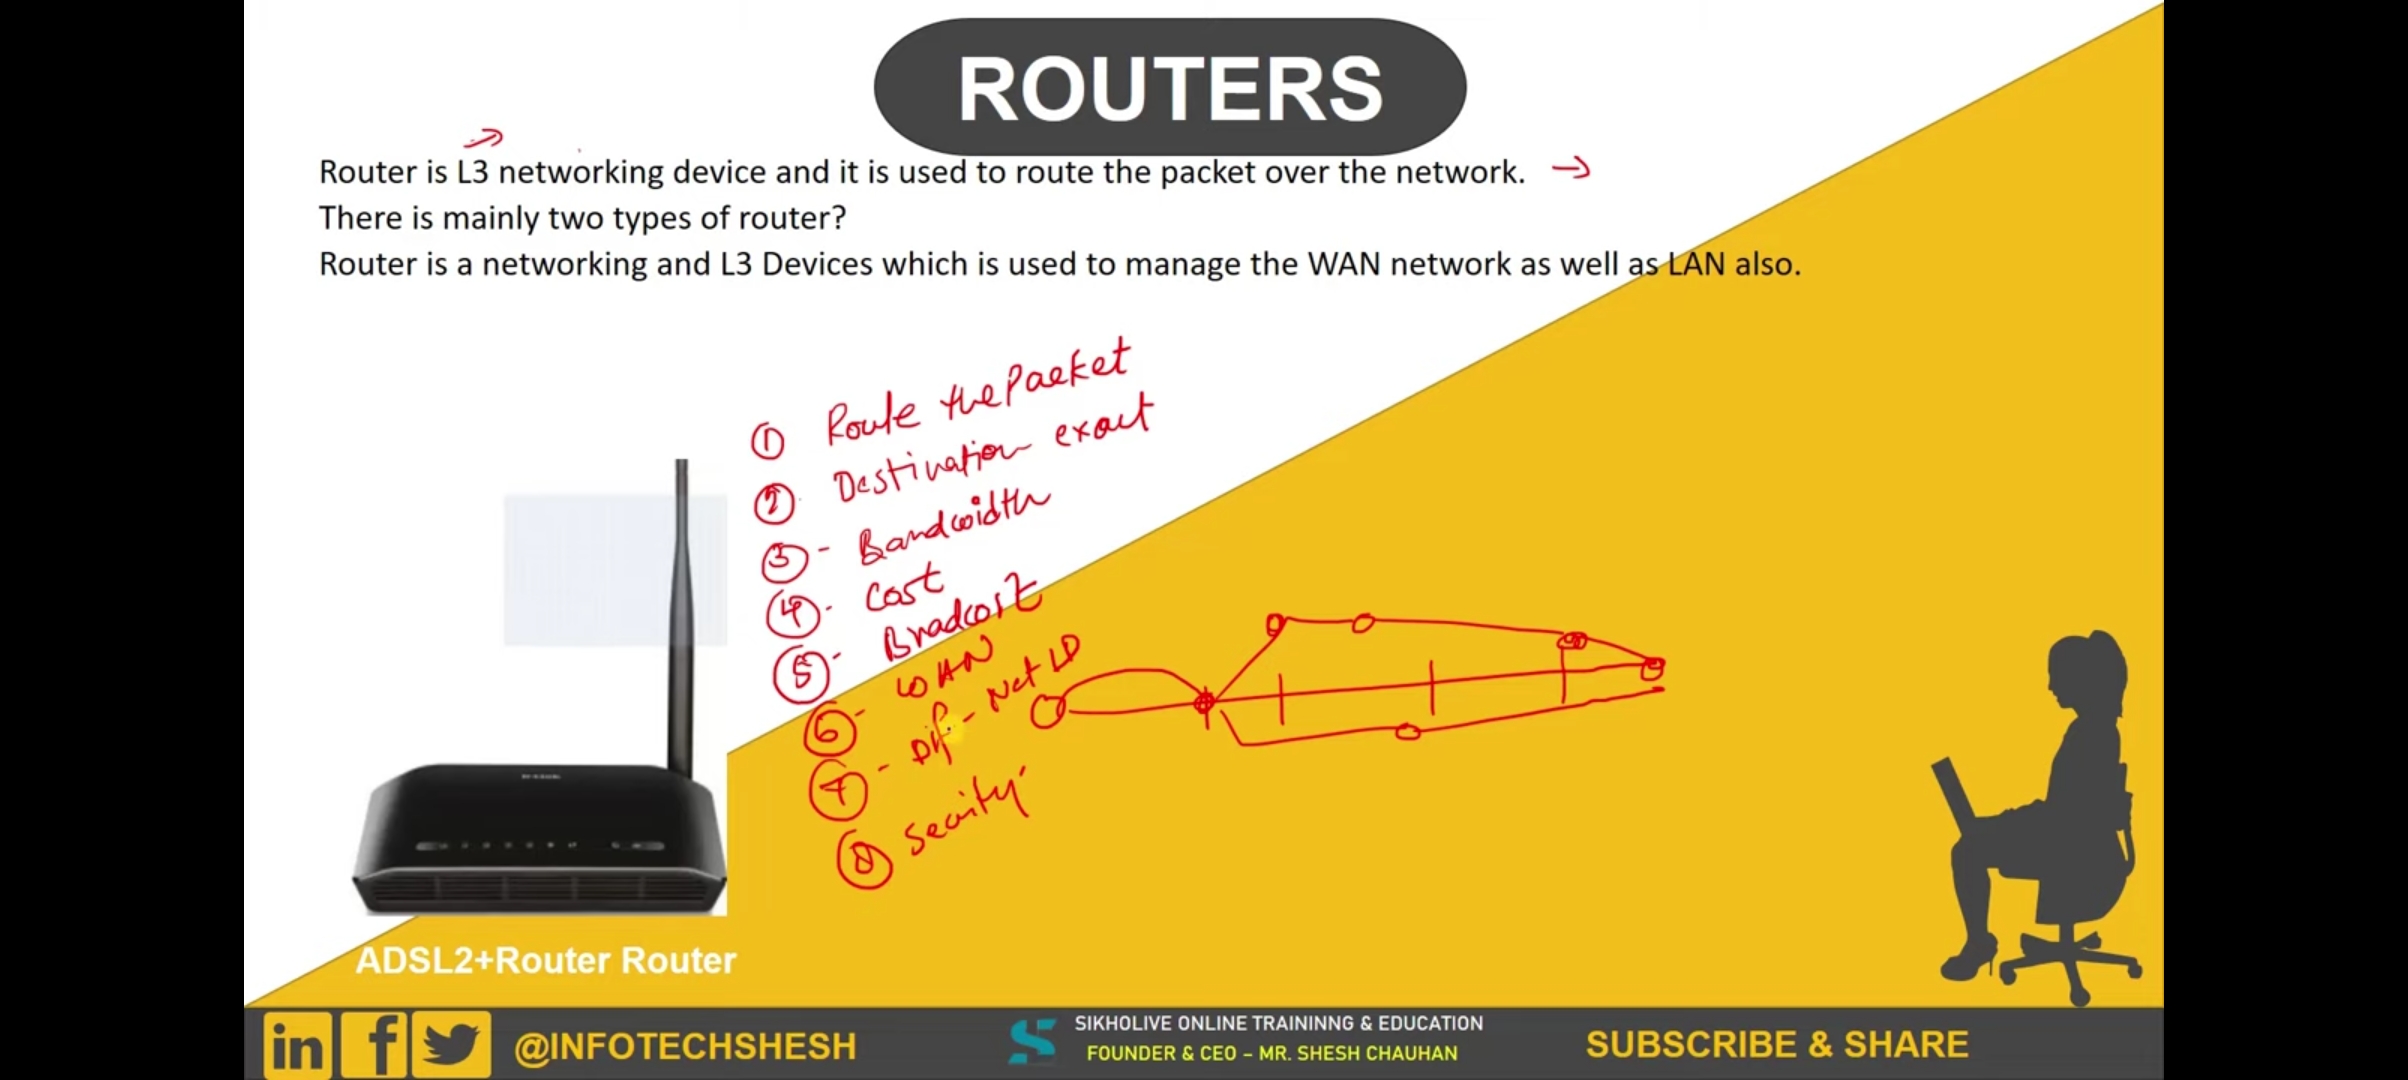 ROUTERS
Router is L3 networking device and it is used to route the packet over the network.
There is mainly two types of router?
Router is a networking and L3 Devices which is used to manage the WAN network as well as LAN also.
① Route the Packet
② Destination exact
③ - Bandwidth
④ - Cost
⑤ - Bradcost
⑥ - WAN
⑦ - Dif - Net ID
⑧ Security
D-Link
ADSL2+Router Router
in f @INFOTECHSHESH
SIKHOLIVE ONLINE TRAININNG & EDUCATION
FOUNDER & CEO – MR. SHESH CHAUHAN
SUBSCRIBE & SHARE